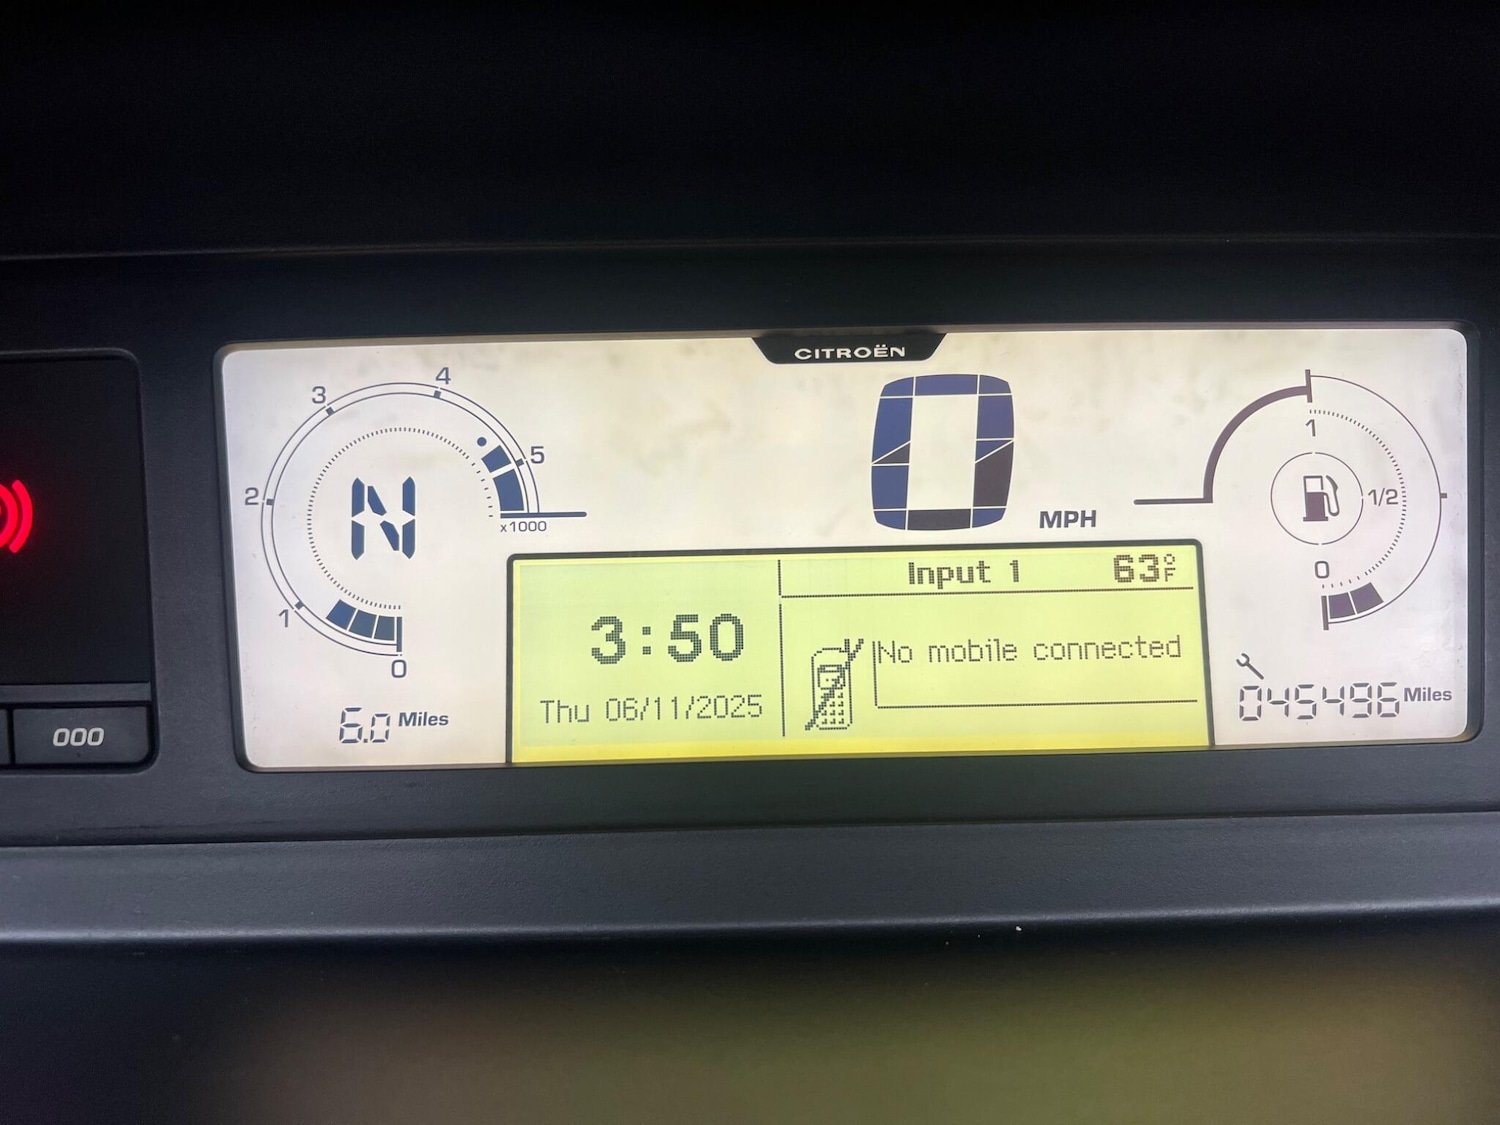 CITROËN
4
3
5
2
1
x1000
0
N
6.0 Miles
0 MPH
1
1/2
0
Input 1 63°F
3:50
No mobile connected
Thu 06/11/2025
045496 Miles
000